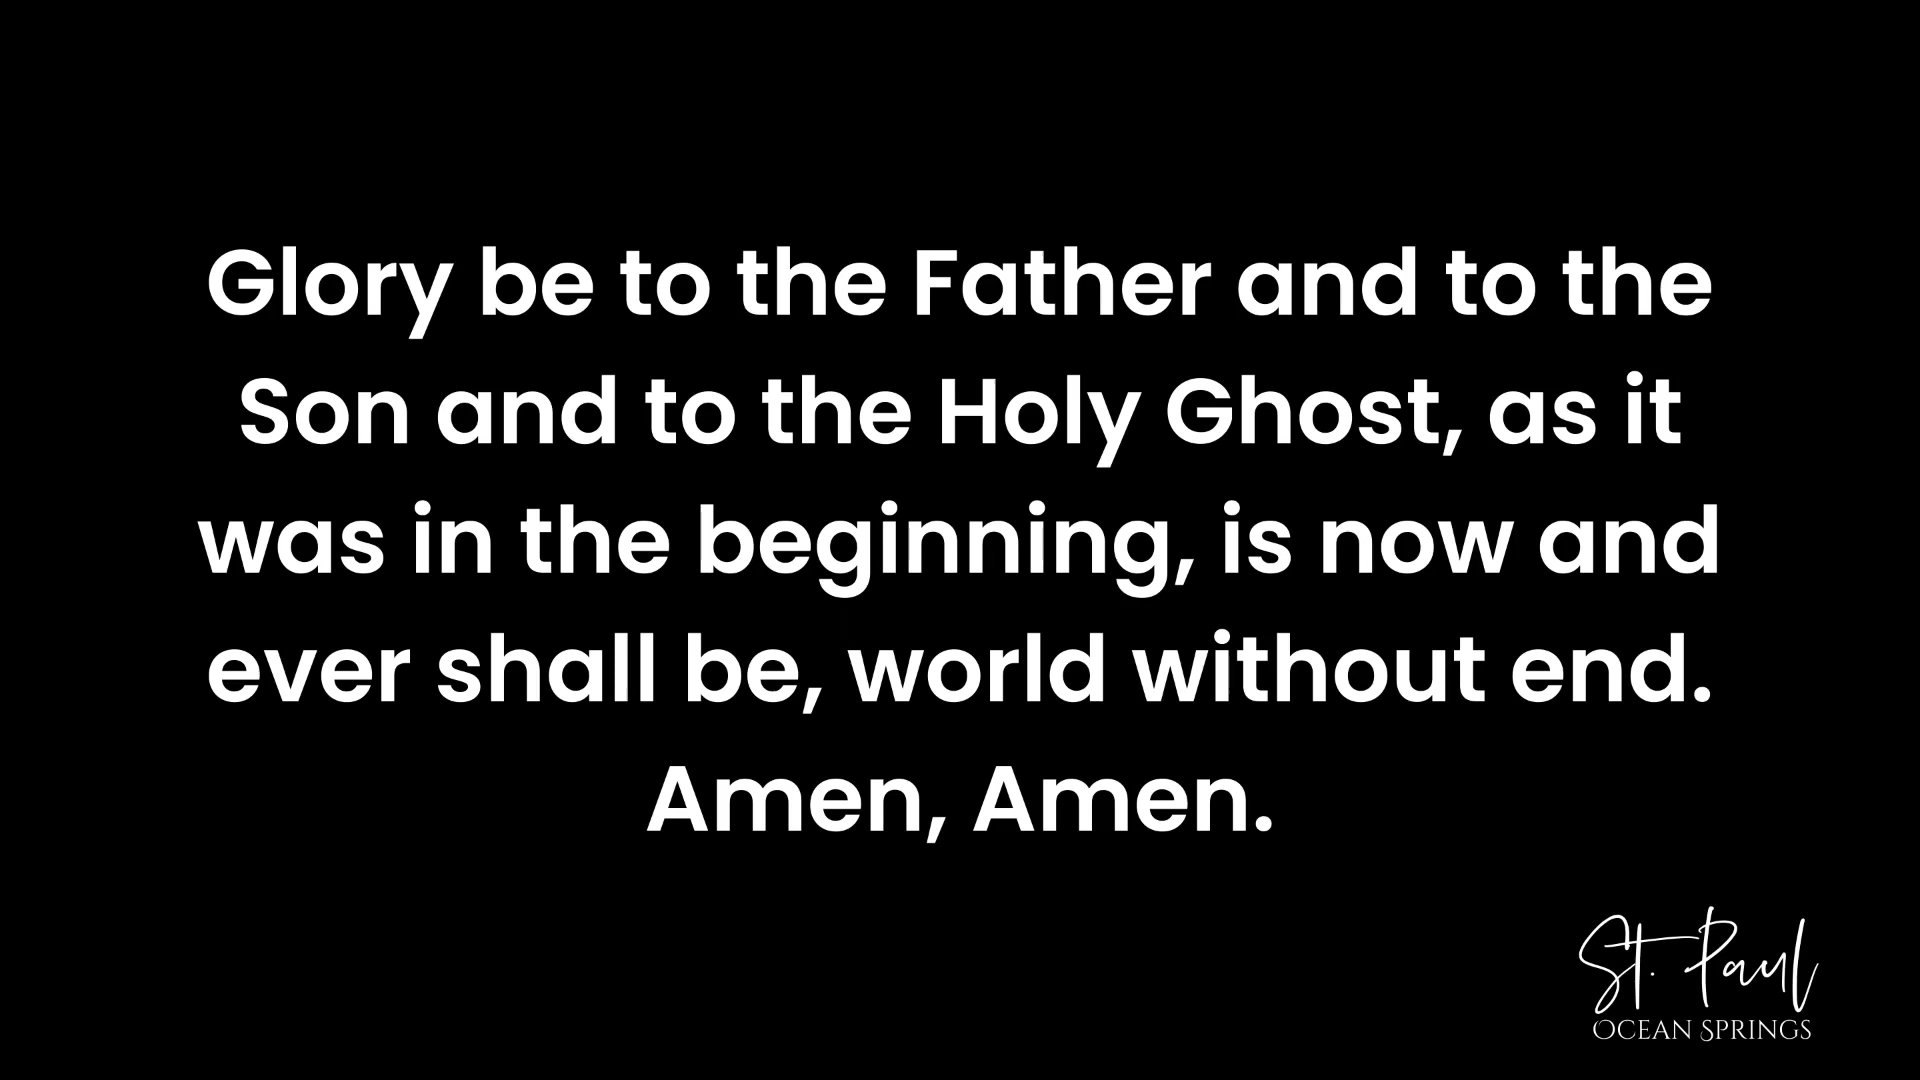 Glory be to the Father and to the
Son and to the Holy Ghost, as it
was in the beginning, is now and
ever shall be, world without end.
Amen, Amen.
St. Paul
OCEAN SPRINGS